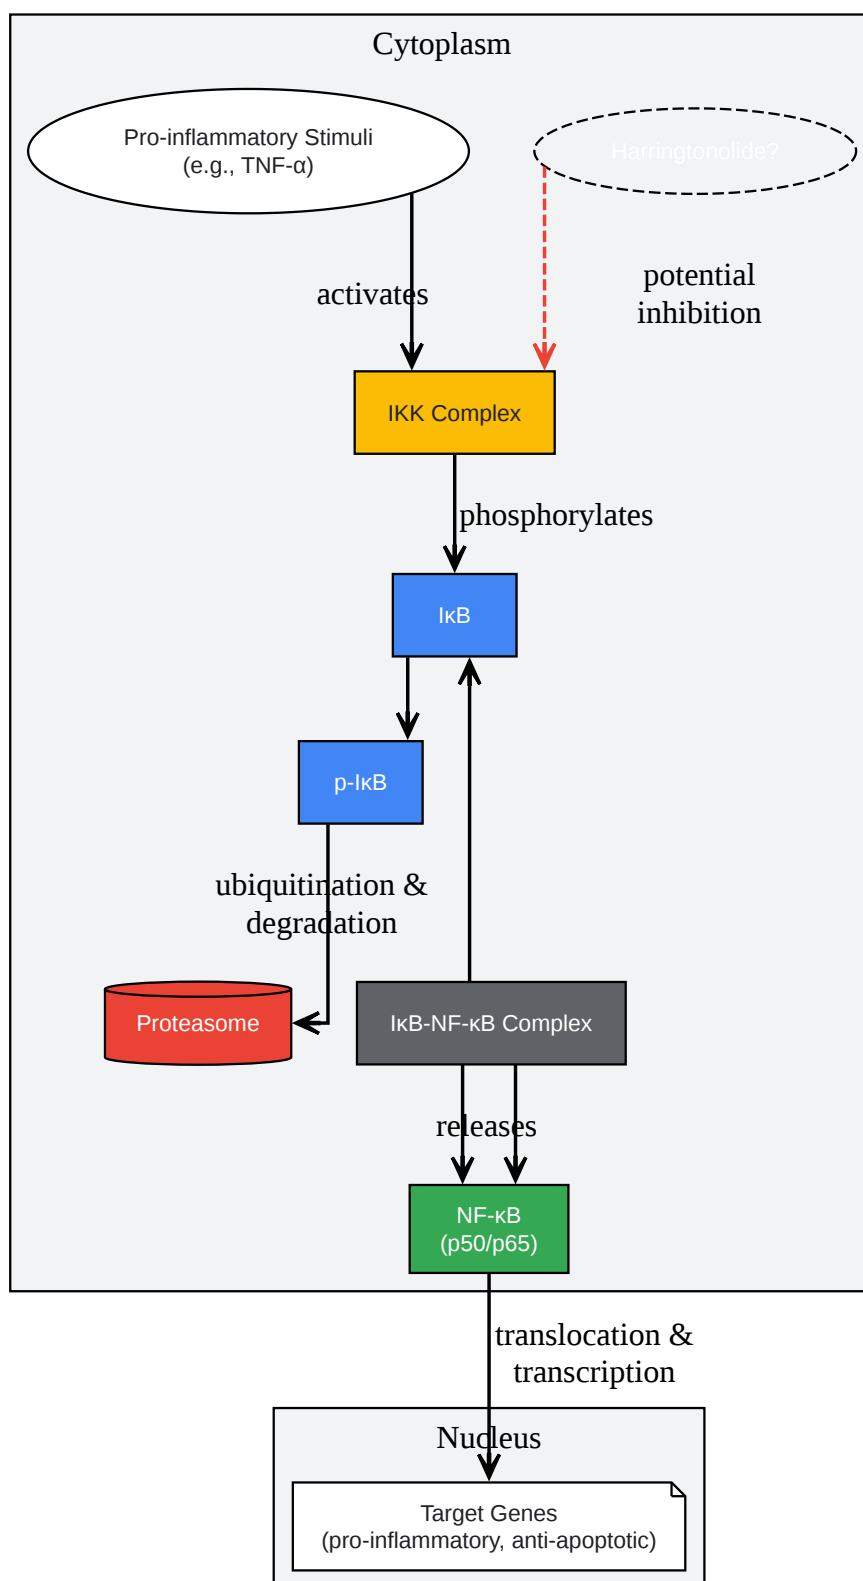 Cytoplasm
Pro-inflammatory Stimuli
(e.g., TNF-α)
Harringtonolide?
activates
potential
inhibition
IKK Complex
phosphorylates
IκB
p-IκB
ubiquitination &
degradation
Proteasome
IκB-NF-κB Complex
releases
NF-κB
(p50/p65)
translocation &
transcription
Nucleus
Target Genes
(pro-inflammatory, anti-apoptotic)